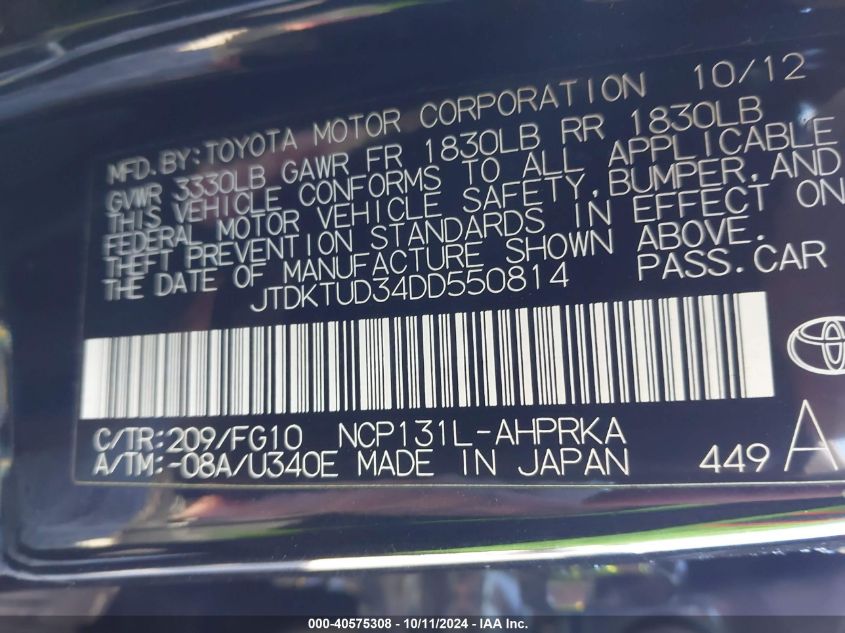 MFD.BY:TOYOTA MOTOR CORPORATION 10/12
GVWR 3330LB GAWR FR 1830LB RR 1830LB
THIS VEHICLE CONFORMS TO ALL APPLICABLE
FEDERAL MOTOR VEHICLE SAFETY,BUMPER,AND
THEFT PREVENTION STANDARDS IN EFFECT ON
THE DATE OF MANUFACTURE SHOWN ABOVE.
JTDKTUD34DD550814 PASS.CAR
C/TR:209/FG10 NCP131L-AHPRKA
A/TM:-08A/U340E MADE IN JAPAN 449 A
000-40575308 - 10/11/2024 - IAA Inc.